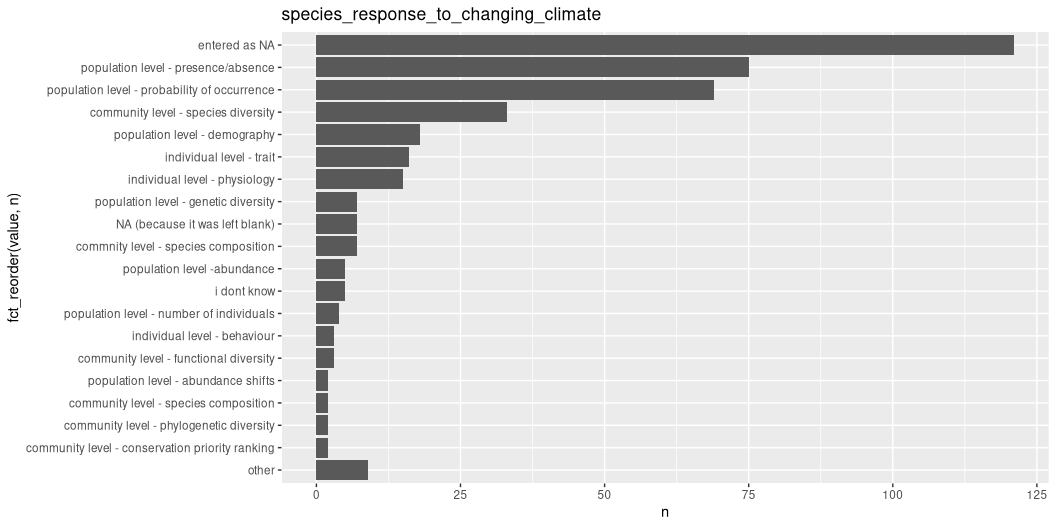 species_response_to_changing_climate
fct_reorder(value, n)
entered as NA
population level - presence/absence
population level - probability of occurrence
community level - species diversity
population level - demography
individual level - trait
individual level - physiology
population level - genetic diversity
NA (because it was left blank)
commnity level - species composition
population level -abundance
i dont know
population level - number of individuals
individual level - behaviour
community level - functional diversity
population level - abundance shifts
community level - species composition
community level - phylogenetic diversity
community level - conservation priority ranking
other
0 25 50 75 100 125
n